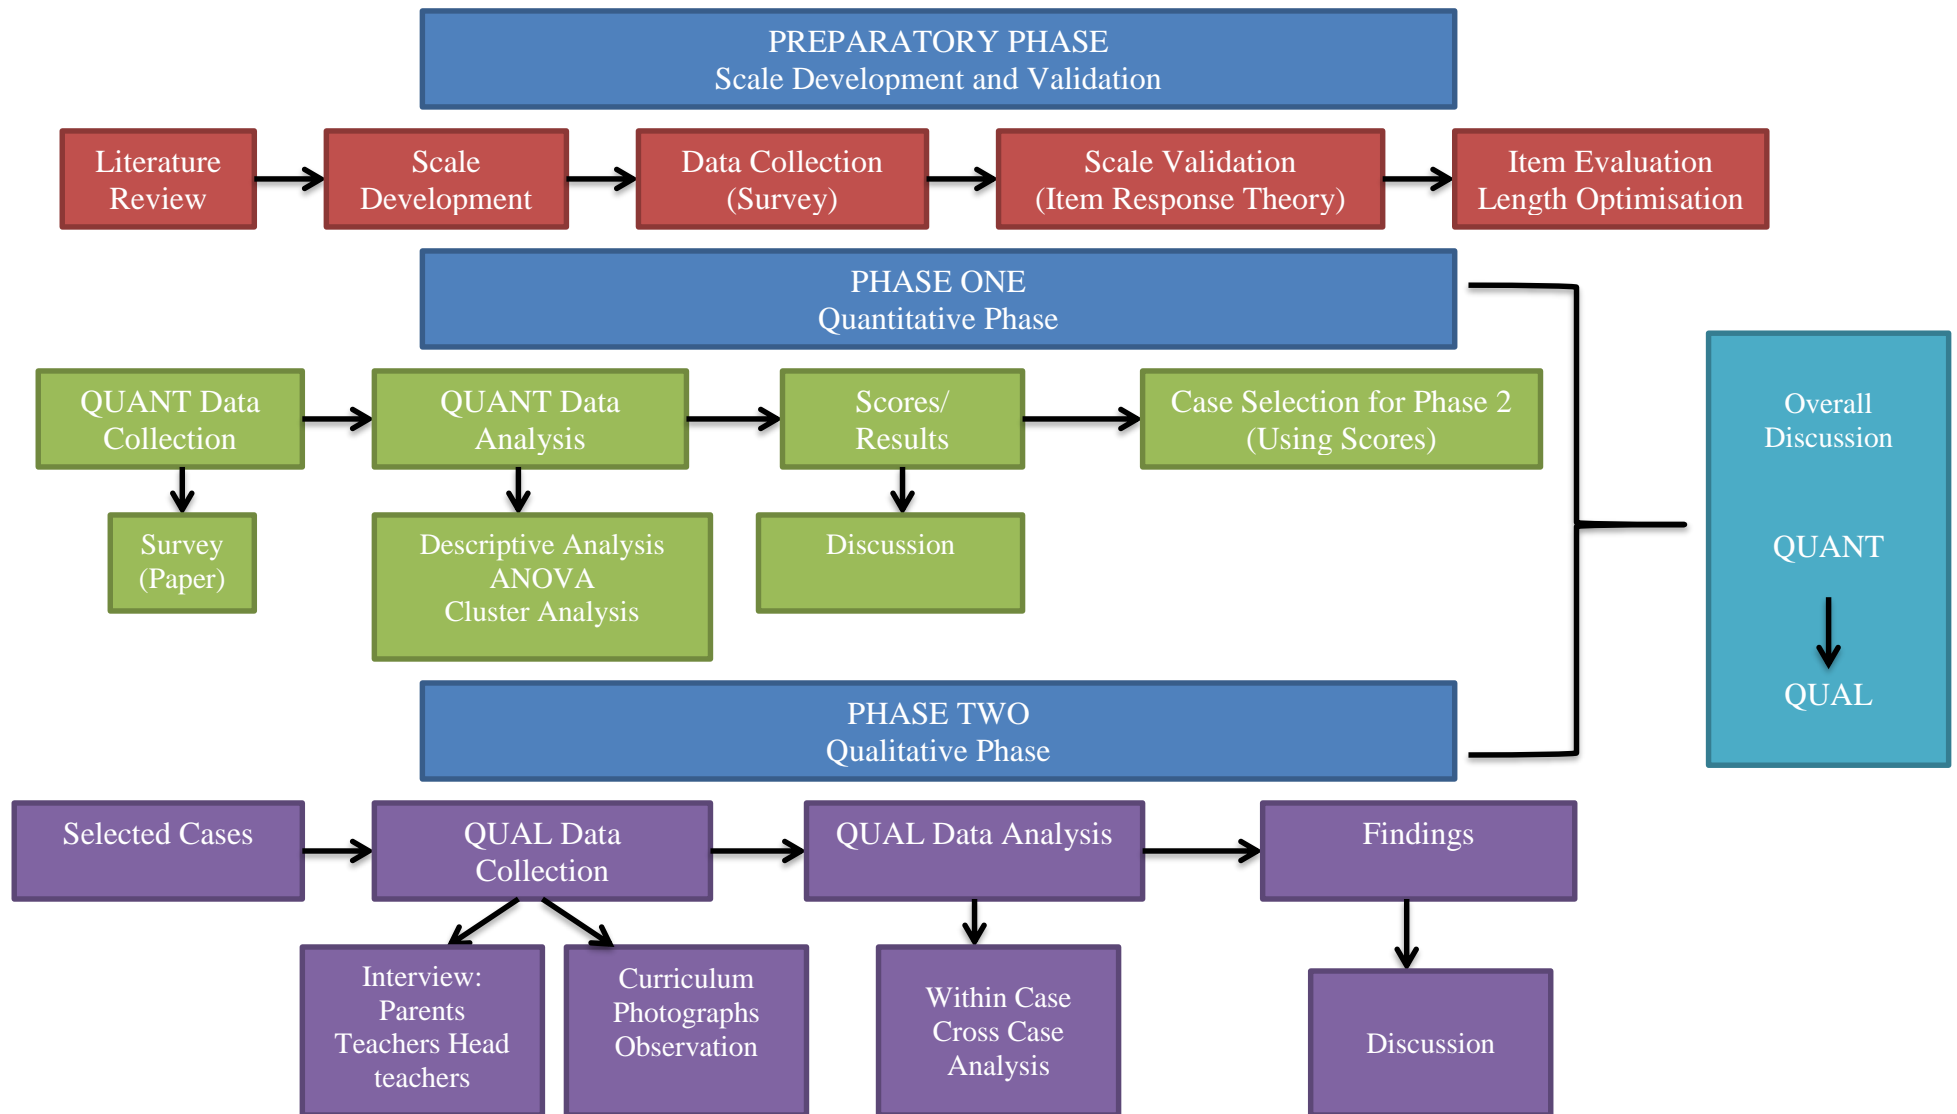 PREPARATORY PHASE
Scale Development and Validation
Literature
Review
Scale
Development
Data Collection
(Survey)
Scale Validation
(Item Response Theory)
Item Evaluation
Length Optimisation
PHASE ONE
Quantitative Phase
QUANT Data
Collection
QUANT Data
Analysis
Scores/
Results
Case Selection for Phase 2
(Using Scores)
Survey
(Paper)
Descriptive Analysis
ANOVA
Cluster Analysis
Discussion
Overall
Discussion
QUANT
QUAL
PHASE TWO
Qualitative Phase
Selected Cases
QUAL Data
Collection
QUAL Data Analysis
Findings
Interview:
Parents
Teachers Head
teachers
Curriculum
Photographs
Observation
Within Case
Cross Case
Analysis
Discussion